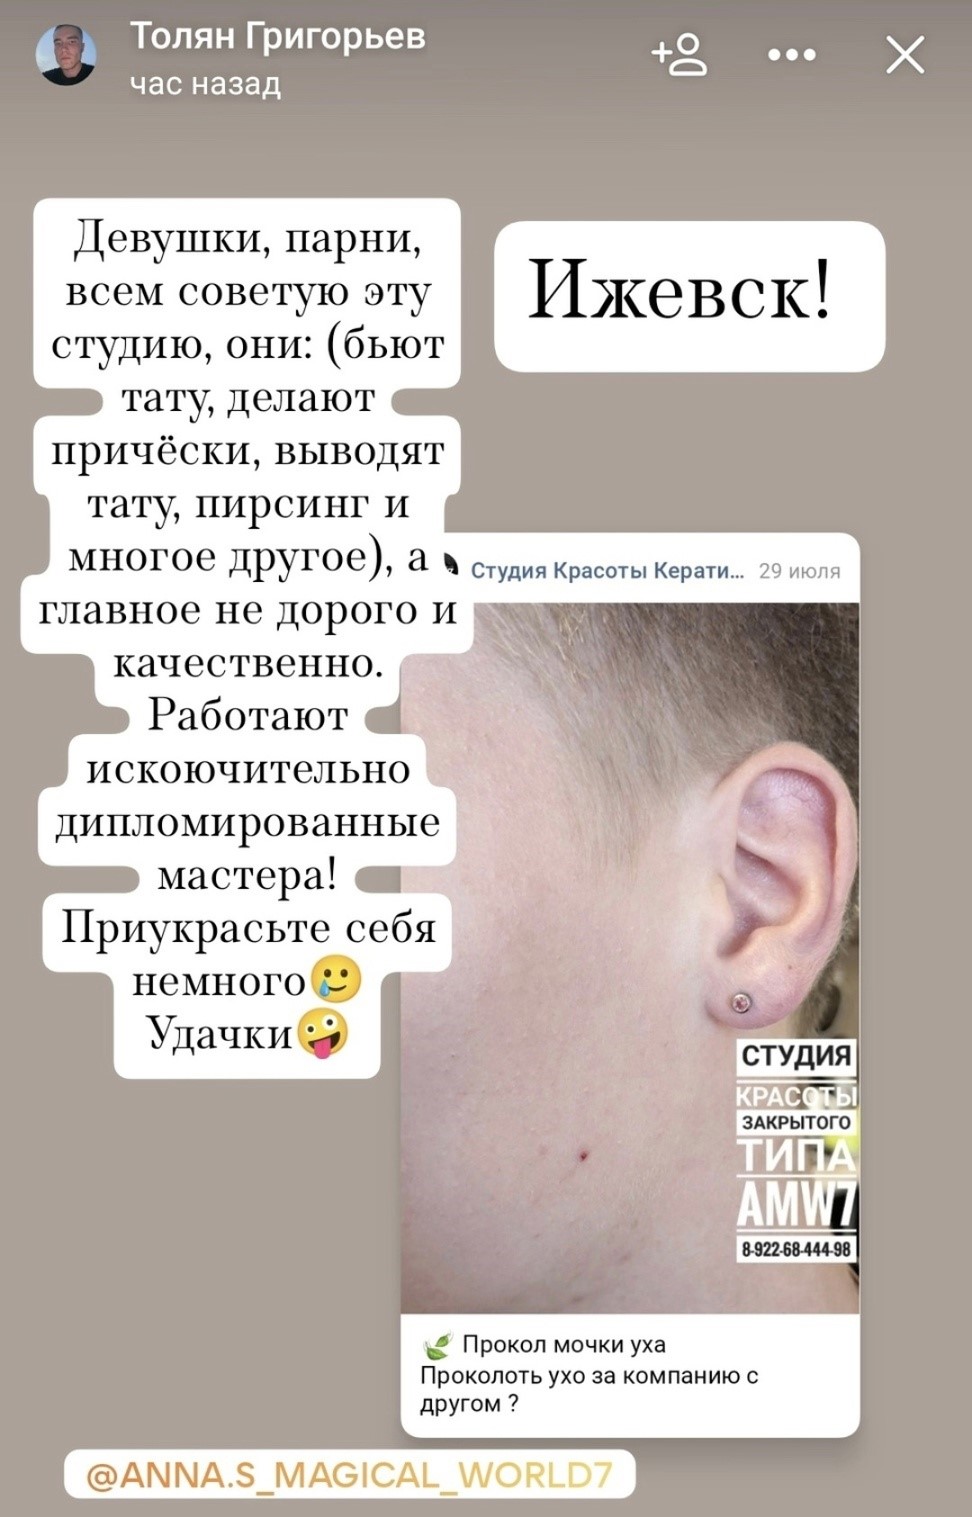 Толян Григорьев
час назад
Девушки, парни,
всем советую эту
студию, они: (бьют
тату, делают
причёски, выводят
тату, пирсинг и
многое другое), а
главное не дорого и
качественно.
Работают
искоючительно
дипломированные
мастера!
Приукрасьте себя
немного🥲
Удачки🤪
Ижевск!
Студия Красоты Керати... 29 июля
СТУДИЯ
КРАСОТЫ
ЗАКРЫТОГО
ТИПА
AMW7
8-922-68-444-98
🌿 Прокол мочки уха
Проколоть ухо за компанию с
другом ?
@ANNA.S_MAGICAL_WORLD7